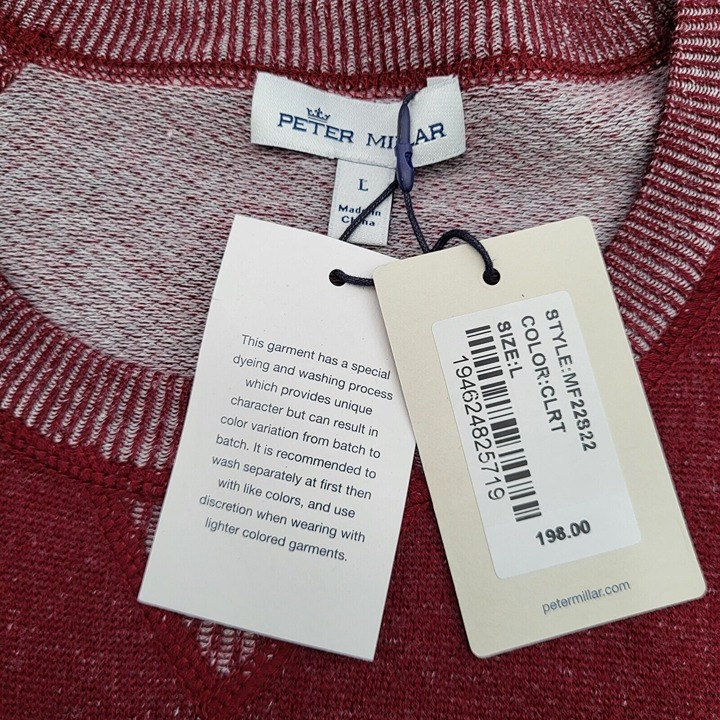 PETER MILLAR
L
Made in
China
This garment has a special
dyeing and washing process
which provides unique
character but can result in
color variation from batch to
batch. It is recommended to
wash separately at first then
with like colors, and use
discretion when wearing with
lighter colored garments.
STYLE:MF22S22
COLOR:CLRT
SIZE:L
194624825719
198.00
petermillar.com